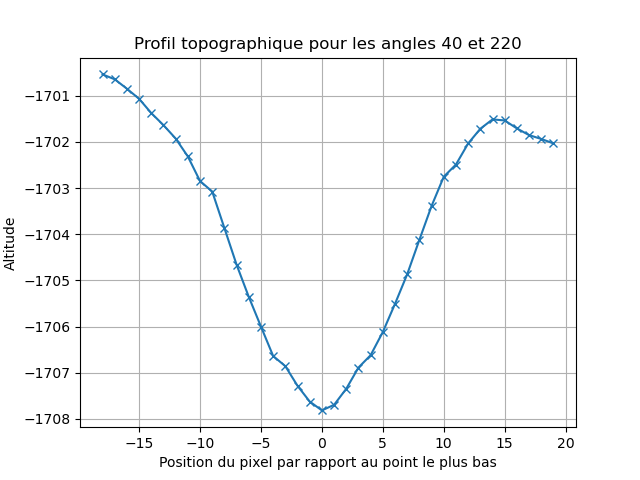 Profil topographique pour les angles 40 et 220
Altitude
−1701
−1702
−1703
−1704
−1705
−1706
−1707
−1708
−15 −10 −5 0 5 10 15 20
Position du pixel par rapport au point le plus bas